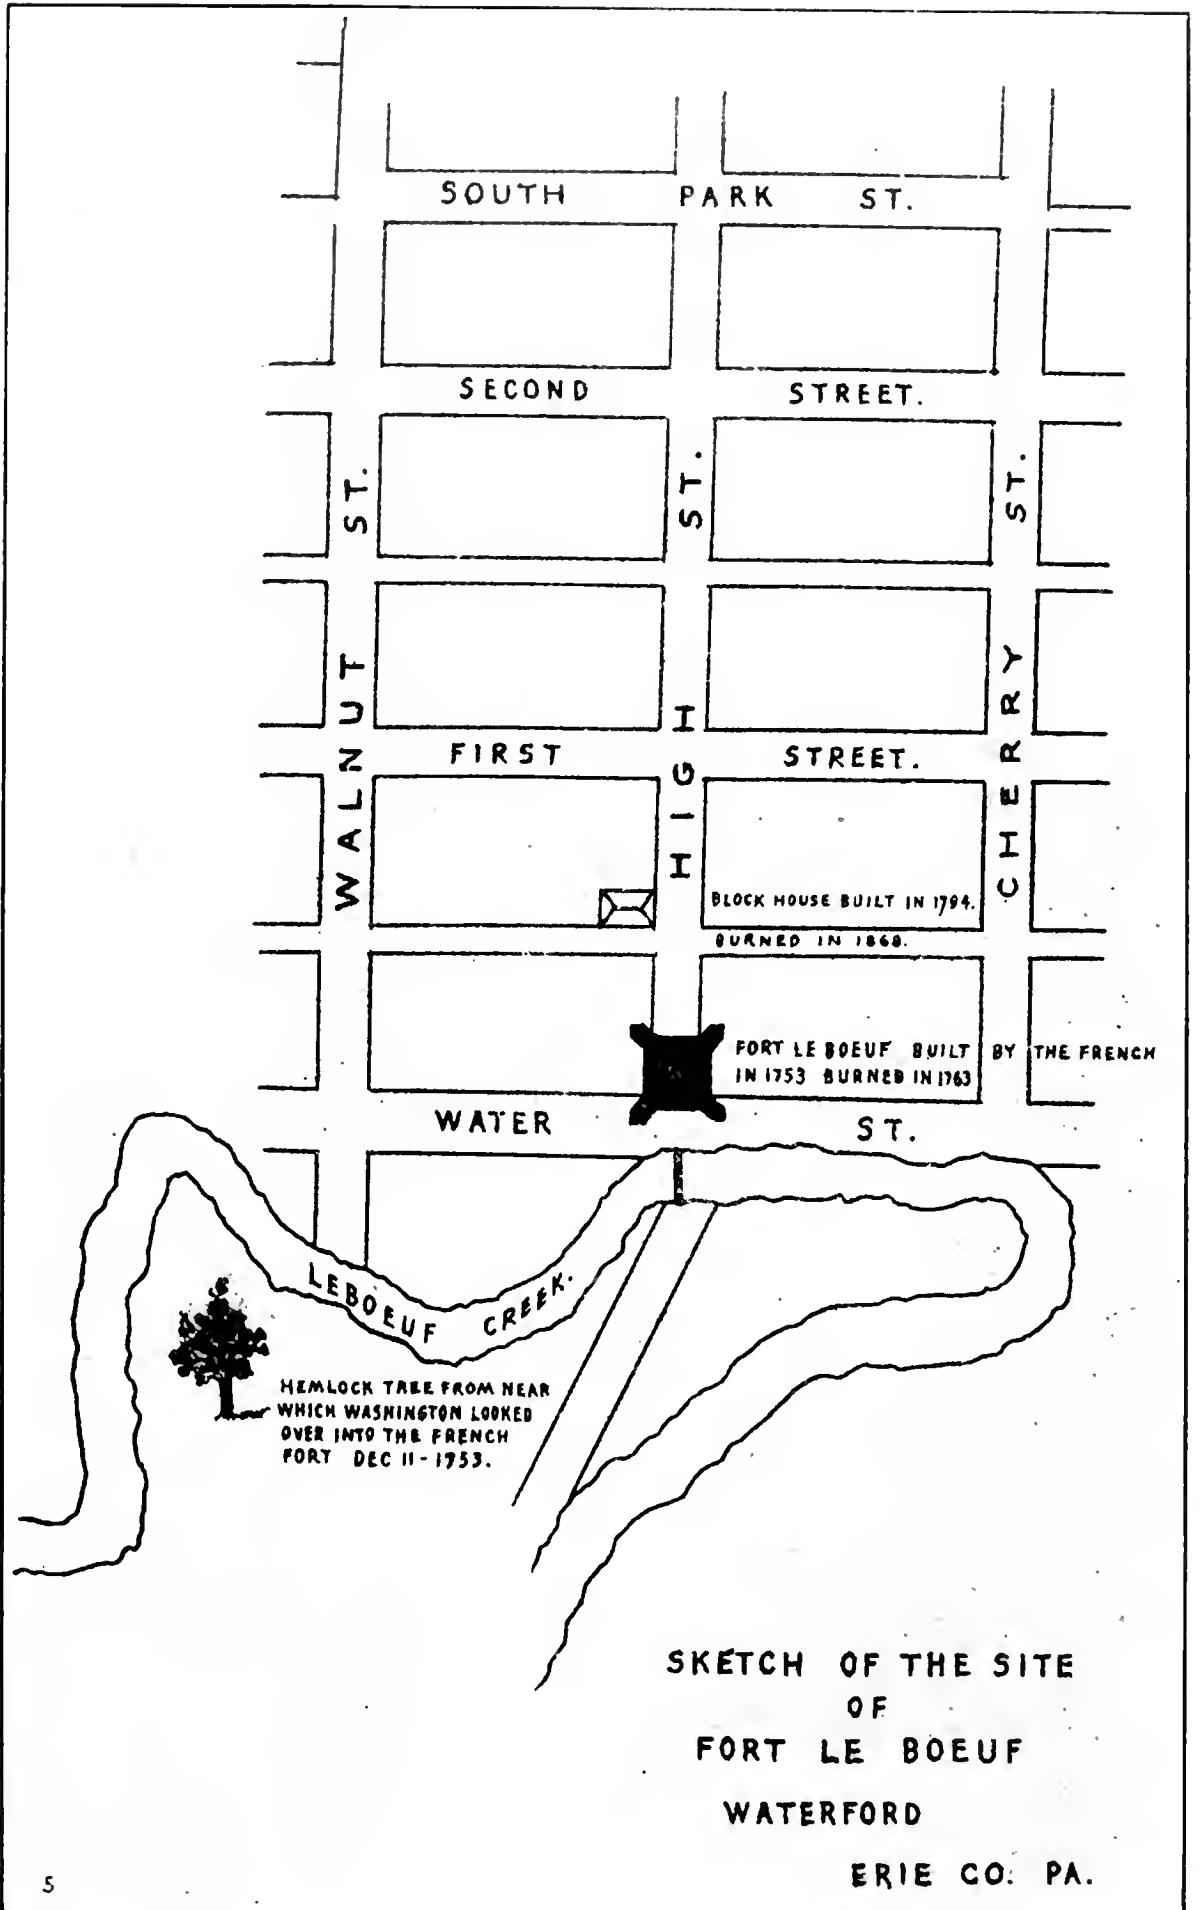 SOUTH PARK ST.
SECOND STREET.
WALNUT ST.
HIGH ST.
CHERRY ST.
FIRST STREET.
BLOCK HOUSE BUILT IN 1794.
BURNED IN 1868.
FORT LE BOEUF BUILT BY THE FRENCH
IN 1753 BURNED IN 1763
WATER ST.
LEBOEUF CREEK.
HEMLOCK TREE FROM NEAR
WHICH WASHINGTON LOOKED
OVER INTO THE FRENCH
FORT DEC 11-1753.
SKETCH OF THE SITE
OF
FORT LE BOEUF
WATERFORD
ERIE CO. PA.
5